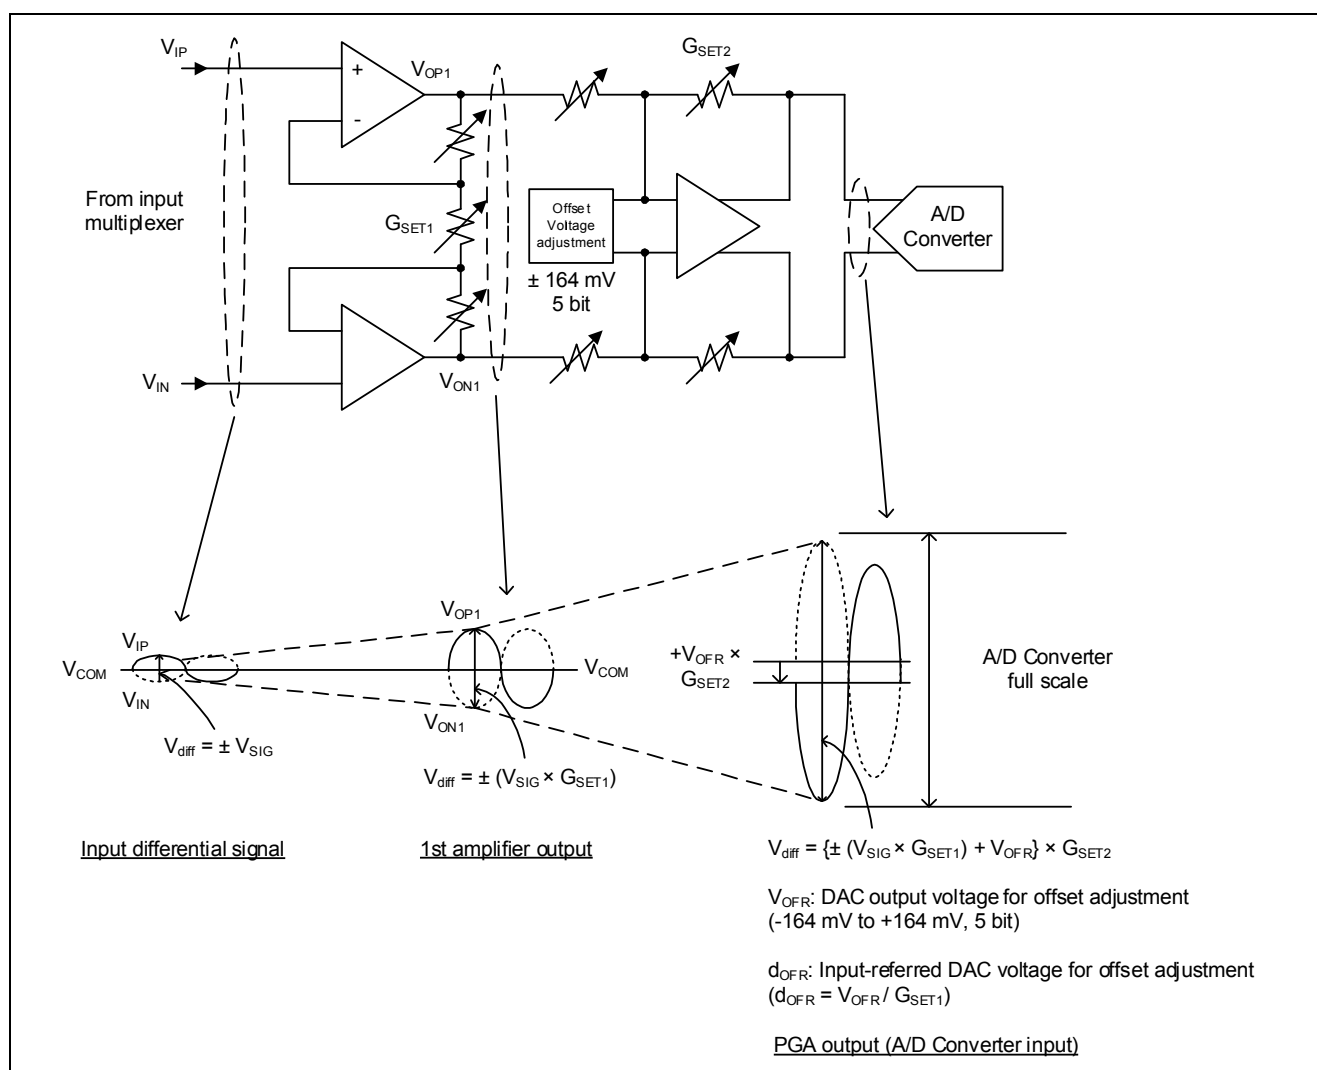 V_IP
+
-
V_OP1
G_SET2
From input
multiplexer
G_SET1
Offset
Voltage
adjustment
± 164 mV
5 bit
A/D
Converter
V_IN
V_ON1
V_IP
V_COM
V_IN
V_diff = ± V_SIG
Input differential signal
V_OP1
V_COM
V_ON1
V_diff = ± (V_SIG × G_SET1)
1st amplifier output
+V_OFR ×
G_SET2
A/D Converter
full scale
V_diff = {± (V_SIG × G_SET1) + V_OFR} × G_SET2
V_OFR: DAC output voltage for offset adjustment
(-164 mV to +164 mV, 5 bit)
d_OFR: Input-referred DAC voltage for offset adjustment
(d_OFR = V_OFR / G_SET1)
PGA output (A/D Converter input)